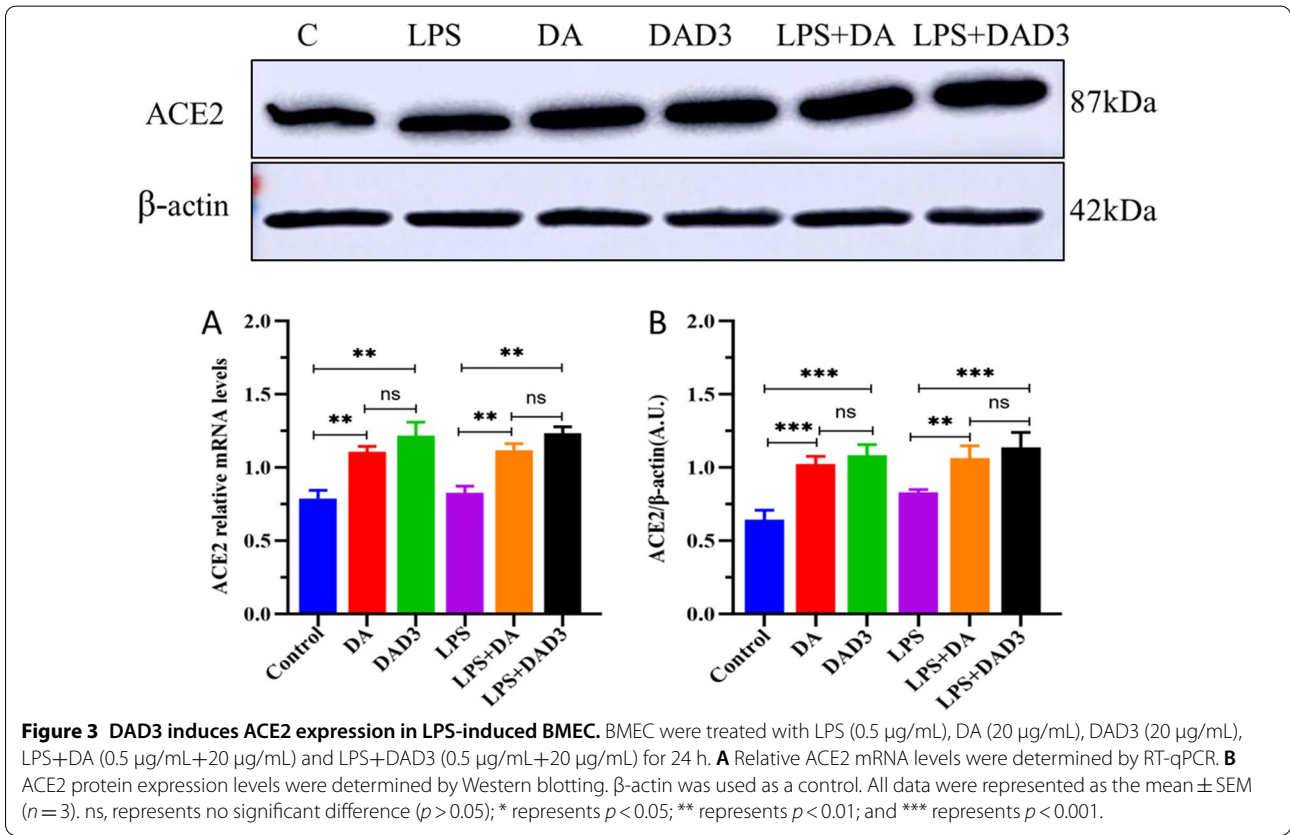 C LPS DA DAD3 LPS+DA LPS+DAD3
ACE2 87kDa
β-actin 42kDa
A
ACE2 relative mRNA levels
2.0
1.5
1.0
0.5
0.0
** **
ns ns
** **
Control DA DAD3 LPS LPS+DA LPS+DAD3
B
ACE2/β-actin(A.U.)
2.0
1.5
1.0
0.5
0.0
*** ***
ns ns
*** **
Control DA DAD3 LPS LPS+DA LPS+DAD3
Figure 3 DAD3 induces ACE2 expression in LPS-induced BMEC. BMEC were treated with LPS (0.5 µg/mL), DA (20 µg/mL), DAD3 (20 µg/mL),
LPS+DA (0.5 µg/mL+20 µg/mL) and LPS+DAD3 (0.5 µg/mL+20 µg/mL) for 24 h. A Relative ACE2 mRNA levels were determined by RT-qPCR. B
ACE2 protein expression levels were determined by Western blotting. β-actin was used as a control. All data were represented as the mean ± SEM
(n = 3). ns, represents no significant difference (p > 0.05); * represents p < 0.05; ** represents p < 0.01; and *** represents p < 0.001.